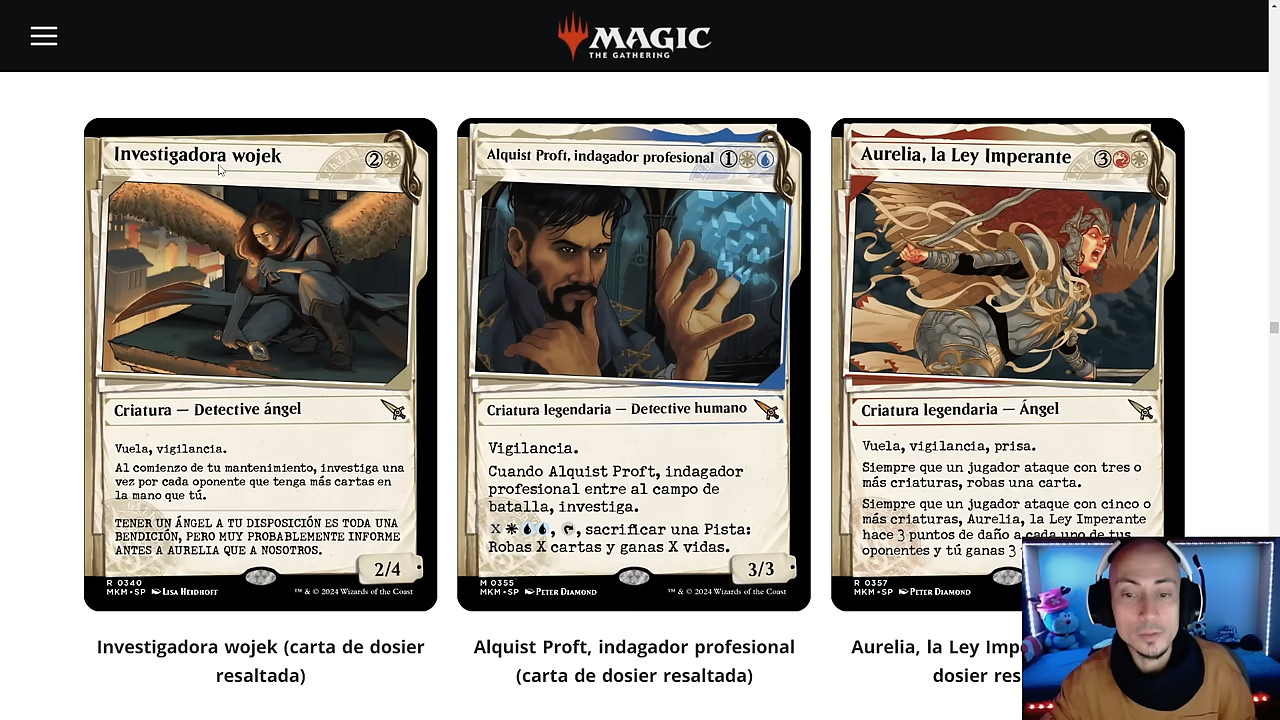 MAGIC
THE GATHERING
Investigadora wojek
2
Criatura — Detective ángel
Vuela, vigilancia.
Al comienzo de tu mantenimiento, investiga una
vez por cada oponente que tenga más cartas en
la mano que tú.
TENER UN ÁNGEL A TU DISPOSICIÓN ES TODA UNA
BENDICIÓN, PERO MUY PROBABLEMENTE INFORME
ANTES A AURELIA QUE A NOSOTROS.
2/4
R 0340
MKM • SP Lisa Heidhoff
™ & © 2024 Wizards of the Coast
Alquist Proft, indagador profesional
1
Criatura legendaria — Detective humano
Vigilancia.
Cuando Alquist Proft, indagador
profesional entre al campo de
batalla, investiga.
X, sacrificar una Pista:
Robas X cartas y ganas X vidas.
3/3
M 0355
MKM • SP Peter Diamond
™ & © 2024 Wizards of the Coast
Aurelia, la Ley Imperante
3
Criatura legendaria — Ángel
Vuela, vigilancia, prisa.
Siempre que un jugador ataque con tres o
más criaturas, robas una carta.
Siempre que un jugador ataque con cinco o
más criaturas, Aurelia, la Ley Imperante
hace 3 puntos de daño a cada uno de tus
oponentes y tú ganas 3
R 0357
MKM • SP Peter Diamond
Investigadora wojek (carta de dosier
resaltada)
Alquist Proft, indagador profesional
(carta de dosier resaltada)
Aurelia, la Ley
dosier